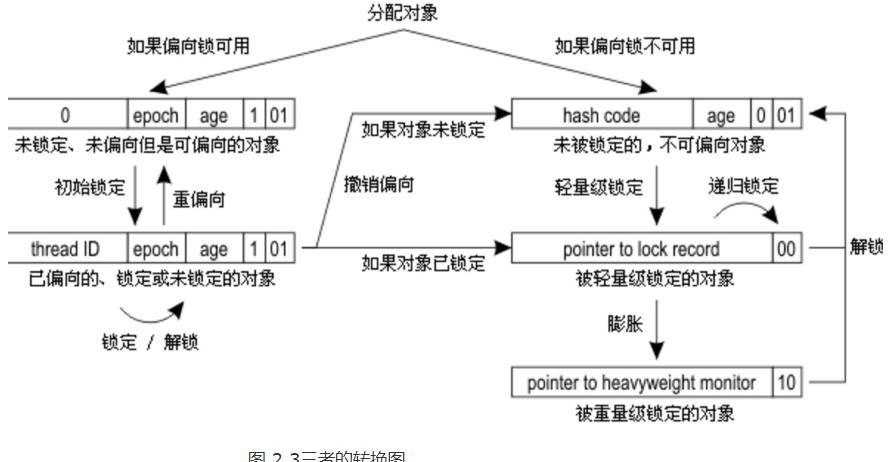 分配对象
如果偏向锁可用
如果偏向锁不可用
0 epoch age 1 01
hash code age 0 01
未锁定、未偏向但是可偏向的对象
如果对象未锁定
未被锁定的，不可偏向对象
初始锁定
重偏向
撤销偏向
轻量级锁定
递归锁定
thread ID epoch age 1 01
pointer to lock record 00
解锁
已偏向的、锁定或未锁定的对象
如果对象已锁定
被轻量级锁定的对象
锁定 / 解锁
膨胀
pointer to heavyweight monitor 10
被重量级锁定的对象
图 2.3三者的转换图